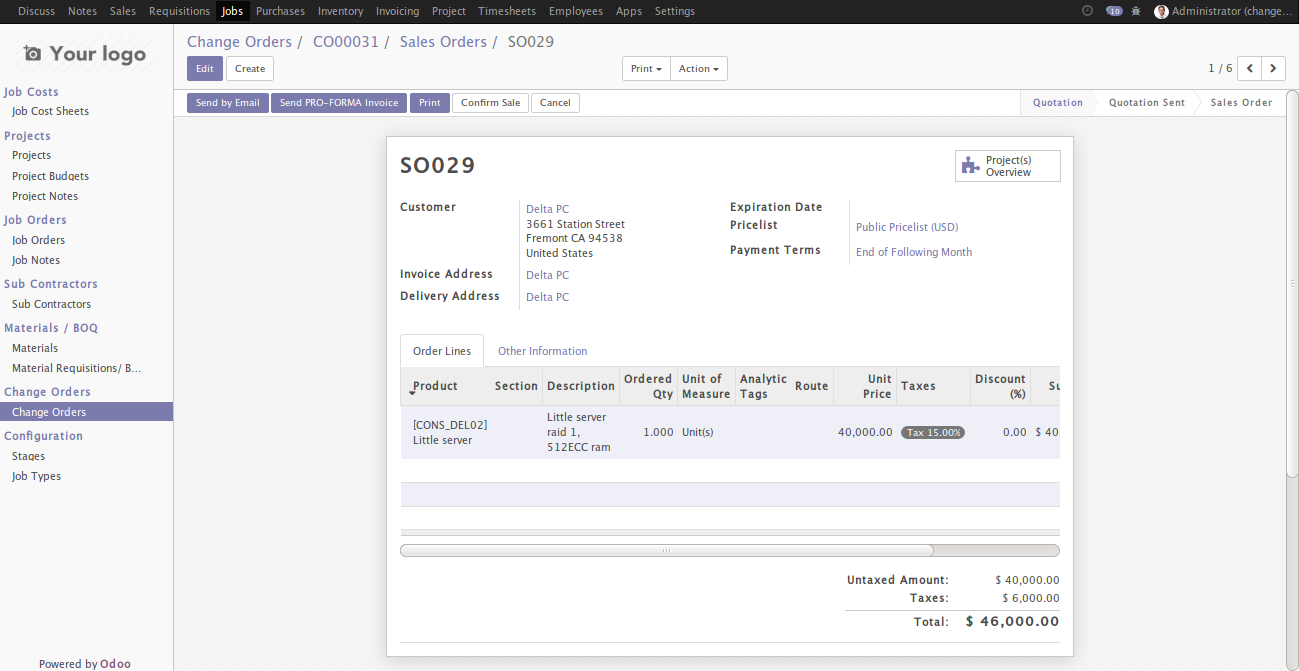 Discuss Notes Sales Requisitions Jobs Purchases Inventory Invoicing Project Timesheets Employees Apps Settings 10 Administrator (change...
Your logo
Change Orders / CO00031 / Sales Orders / SO029
Edit Create Print Action 1 / 6
Send by Email Send PRO-FORMA Invoice Print Confirm Sale Cancel Quotation Quotation Sent Sales Order
Job Costs
Job Cost Sheets
Projects
Projects
Project Budgets
Project Notes
Job Orders
Job Orders
Job Notes
Sub Contractors
Sub Contractors
Materials / BOQ
Materials
Material Requisitions/ B...
Change Orders
Change Orders
Configuration
Stages
Job Types
Powered by Odoo
SO029
Project(s)
Overview
Customer
Delta PC
3661 Station Street
Fremont CA 94538
United States
Invoice Address Delta PC
Delivery Address Delta PC
Expiration Date
Pricelist Public Pricelist (USD)
Payment Terms End of Following Month
Order Lines Other Information
Product Section Description Ordered Qty Unit of Measure Analytic Tags Route Unit Price Taxes Discount (%) Su
[CONS_DEL02]
Little server
Little server
raid 1,
512ECC ram
1.000 Unit(s) 40,000.00 Tax 15.00% 0.00 $ 40
Untaxed Amount: $ 40,000.00
Taxes: $ 6,000.00
Total: $ 46,000.00